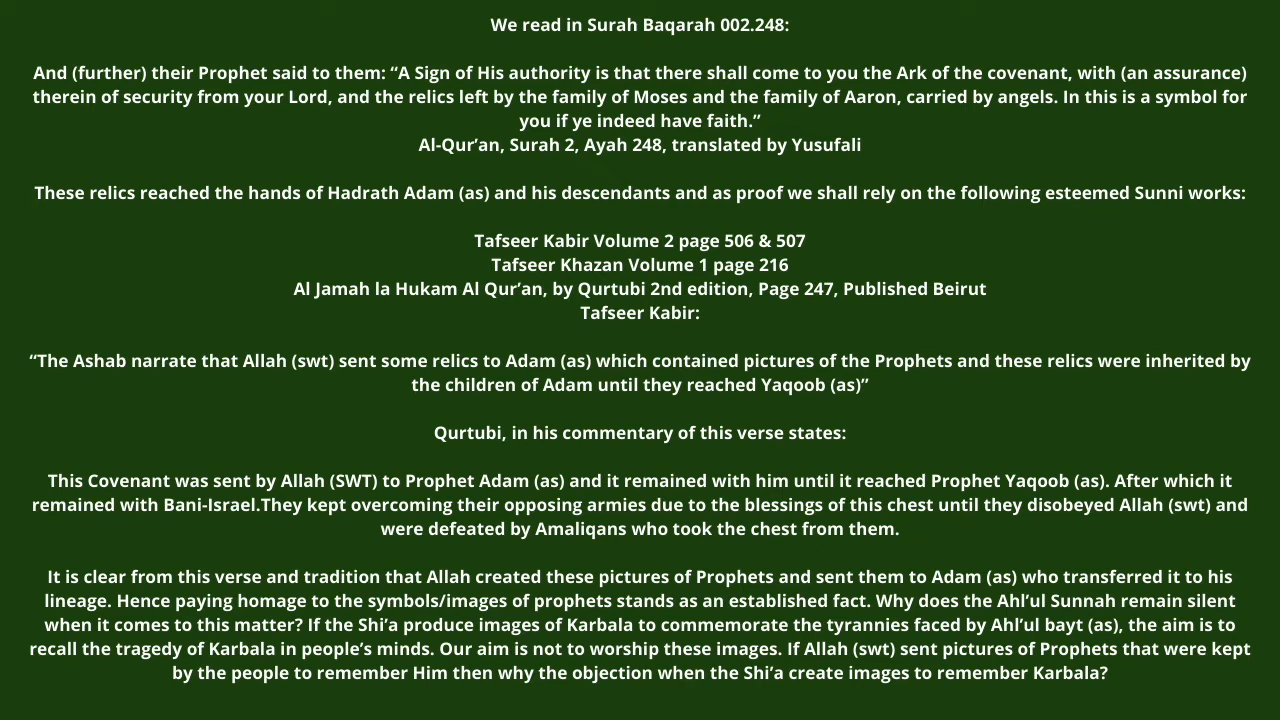 We read in Surah Baqarah 002.248:
And (further) their Prophet said to them: “A Sign of His authority is that there shall come to you the Ark of the covenant, with (an assurance)
therein of security from your Lord, and the relics left by the family of Moses and the family of Aaron, carried by angels. In this is a symbol for
you if ye indeed have faith.”
Al-Qur’an, Surah 2, Ayah 248, translated by Yusufali
These relics reached the hands of Hadrath Adam (as) and his descendants and as proof we shall rely on the following esteemed Sunni works:
Tafseer Kabir Volume 2 page 506 & 507
Tafseer Khazan Volume 1 page 216
Al Jamah la Hukam Al Qur’an, by Qurtubi 2nd edition, Page 247, Published Beirut
Tafseer Kabir:
“The Ashab narrate that Allah (swt) sent some relics to Adam (as) which contained pictures of the Prophets and these relics were inherited by
the children of Adam until they reached Yaqoob (as)”
Qurtubi, in his commentary of this verse states:
This Covenant was sent by Allah (SWT) to Prophet Adam (as) and it remained with him until it reached Prophet Yaqoob (as). After which it
remained with Bani-Israel.They kept overcoming their opposing armies due to the blessings of this chest until they disobeyed Allah (swt) and
were defeated by Amaliqans who took the chest from them.
It is clear from this verse and tradition that Allah created these pictures of Prophets and sent them to Adam (as) who transferred it to his
lineage. Hence paying homage to the symbols/images of prophets stands as an established fact. Why does the Ahl’ul Sunnah remain silent
when it comes to this matter? If the Shi’a produce images of Karbala to commemorate the tyrannies faced by Ahl’ul bayt (as), the aim is to
recall the tragedy of Karbala in people’s minds. Our aim is not to worship these images. If Allah (swt) sent pictures of Prophets that were kept
by the people to remember Him then why the objection when the Shi’a create images to remember Karbala?